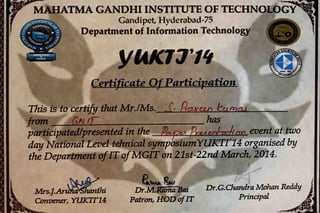 MAHATMA GANDHI INSTITUTE OF TECHNOLOGY
Gandipet, Hyderabad-75
Department of Information Technology
YUKTI'14
Certificate Of Participation
This is to certify that Mr./Ms. S. Praveen Kumar
from GNIT has
participated/presented in the Paper Presentation event at two
day National Level tehnical symposiumYUKTI'14 organised by
the Department of IT of MGIT on 21st-22nd March, 2014.
Mrs.J.Aruna Shanthi Dr.M.Rama Bai Dr.G.Chandra Mohan Reddy
Convener, YUKTI'14 Patron, HOD of IT Principal